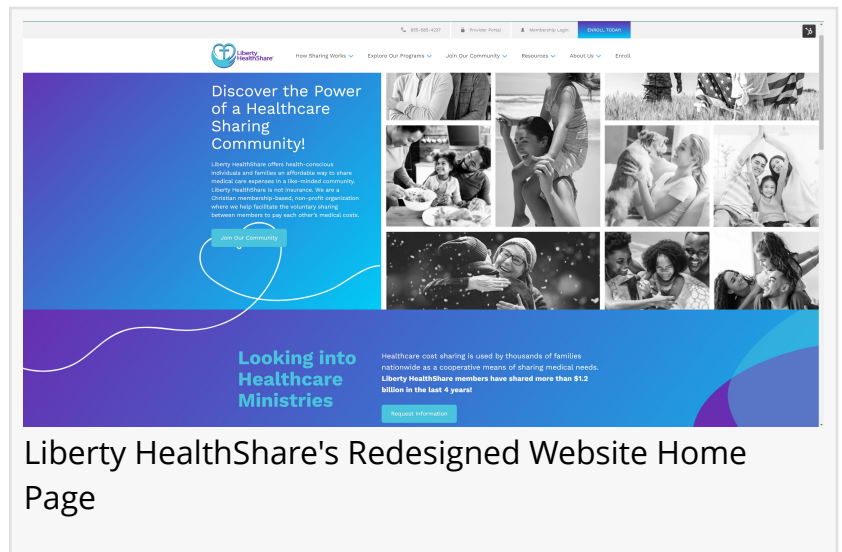 855-585-4237 Provider Portal Membership Login ENROLL TODAY!
Liberty
HealthShare
How Sharing Works Explore Our Programs Join Our Community Resources About Us Enroll
Discover the Power
of a Healthcare
Sharing
Community!
Liberty HealthShare offers health-conscious
individuals and families an affordable way to share
medical care expenses in a like-minded community.
Liberty HealthShare is not insurance. We are a
Christian membership-based, non-profit organization
where we help facilitate the voluntary sharing
between members to pay each other's medical costs.
Join Our Community
Looking into
Healthcare
Ministries
Healthcare cost sharing is used by thousands of families
nationwide as a cooperative means of sharing medical needs.
Liberty HealthShare members have shared more than $1.2
billion in the last 4 years!
Request Information
Liberty HealthShare's Redesigned Website Home
Page